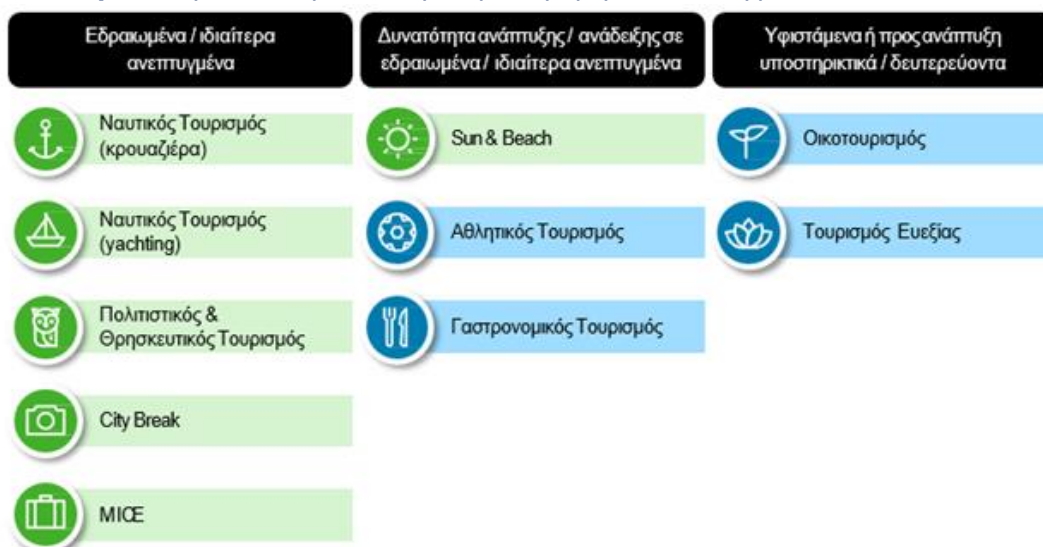 Εδραιωμένα / ιδιαίτερα
ανεπτυγμένα
Ναυτικός Τουρισμός
(κρουαζιέρα)
Ναυτικός Τουρισμός
(yachting)
Πολιτιστικός &
Θρησκευτικός Τουρισμός
City Break
MICE
Δυνατότητα ανάπτυξης / ανάδειξης σε
εδραιωμένα / ιδιαίτερα ανεπτυγμένα
Sun & Beach
Αθλητικός Τουρισμός
Γαστρονομικός Τουρισμός
Υφιστάμενα ή προς ανάπτυξη
υποστηρικτικά / δευτερεύοντα
Οικοτουρισμός
Τουρισμός Ευεξίας